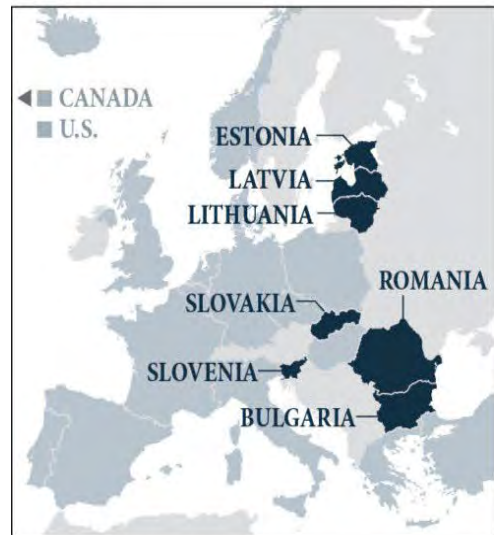 CANADA
U.S.
ESTONIA
LATVIA
LITHUANIA
ROMANIA
SLOVAKIA
SLOVENIA
BULGARIA